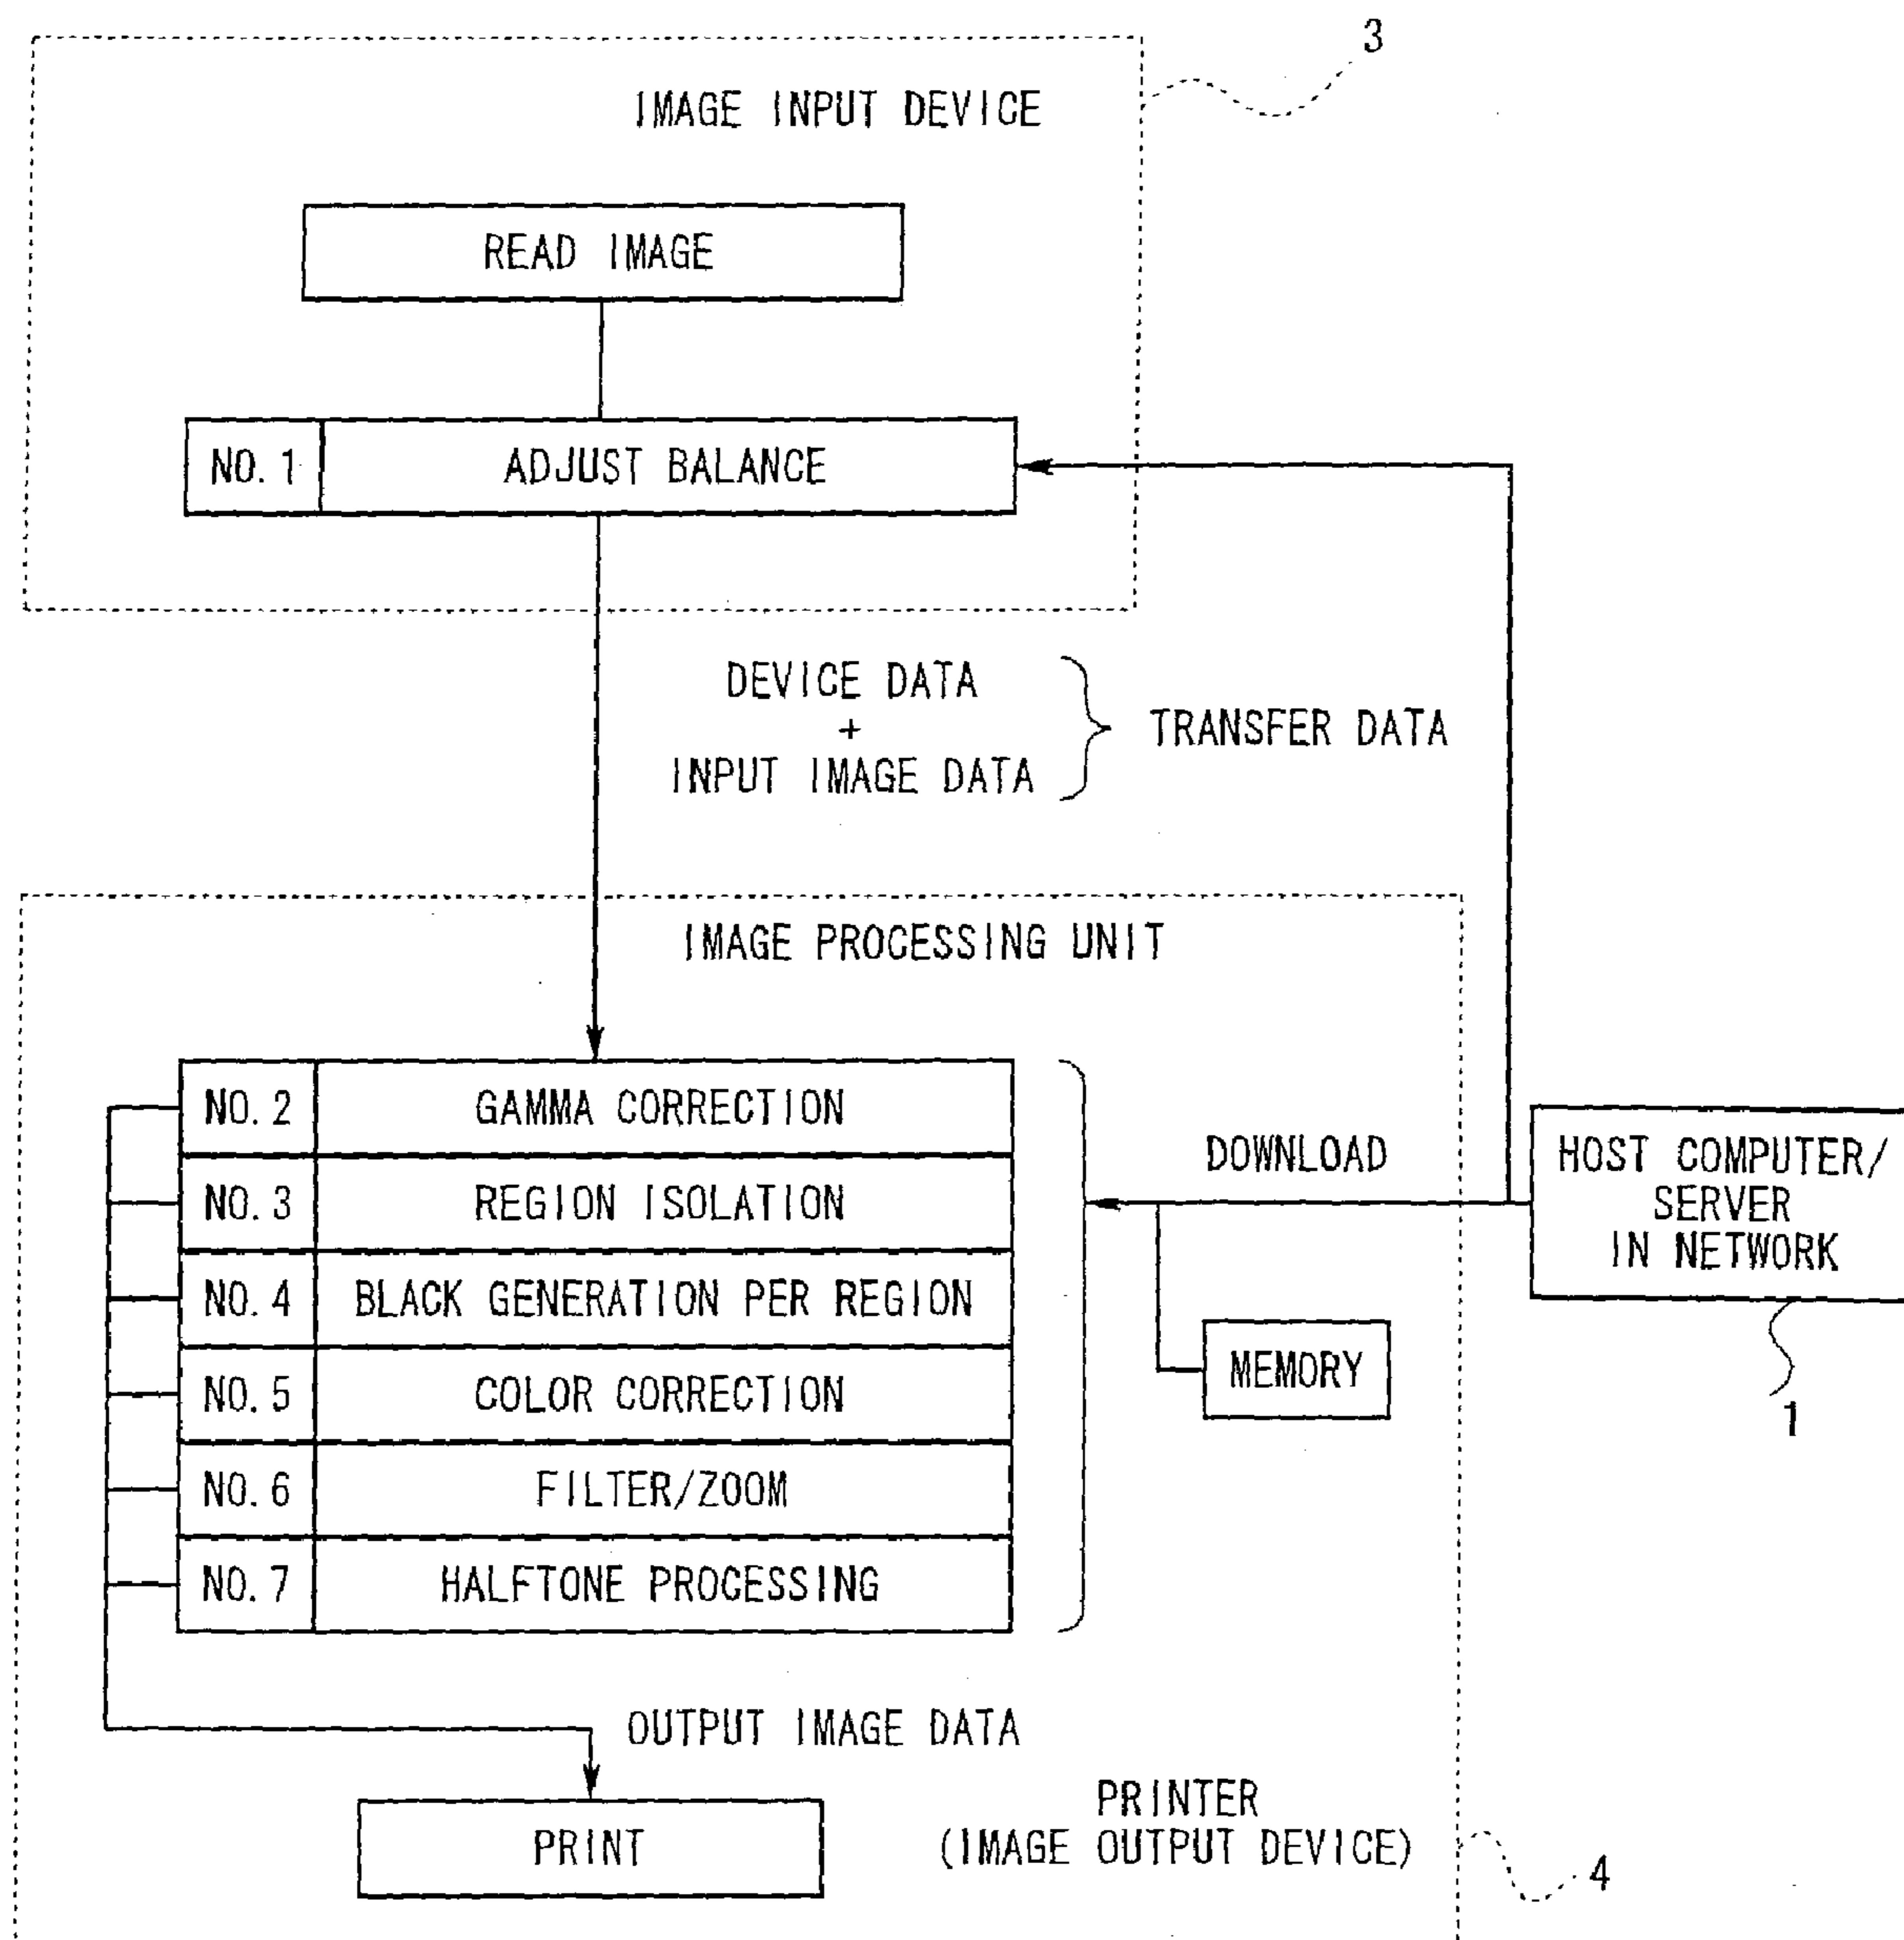 3
IMAGE INPUT DEVICE
READ IMAGE
NO. 1 ADJUST BALANCE
DEVICE DATA
+
INPUT IMAGE DATA
TRANSFER DATA
IMAGE PROCESSING UNIT
NO. 2 GAMMA CORRECTION
NO. 3 REGION ISOLATION
NO. 4 BLACK GENERATION PER REGION
NO. 5 COLOR CORRECTION
NO. 6 FILTER/ZOOM
NO. 7 HALFTONE PROCESSING
DOWNLOAD
HOST COMPUTER/
SERVER
IN NETWORK
MEMORY
1
OUTPUT IMAGE DATA
PRINT
PRINTER
(IMAGE OUTPUT DEVICE)
4